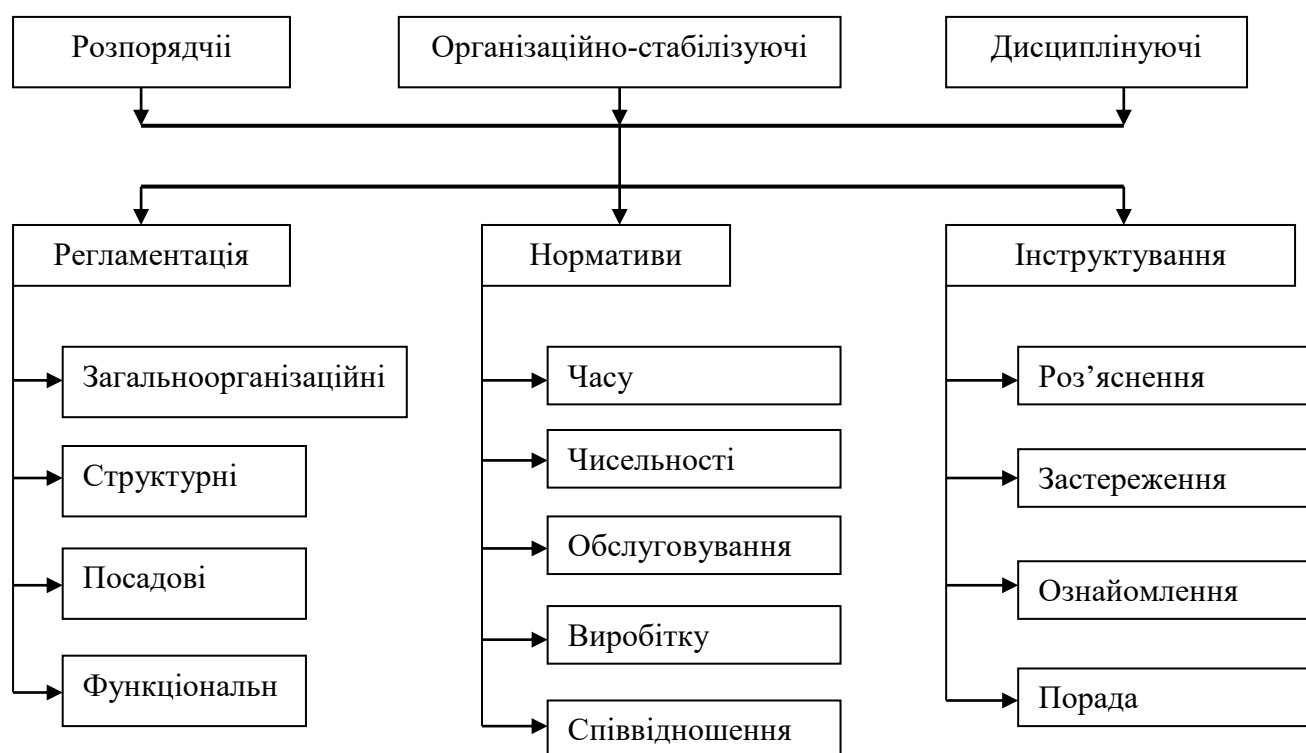 Розпорядчіі
Організаційно-стабілізуючі
Дисциплінуючі
Регламентація
Нормативи
Інструктування
Загальноорганізаційні
Структурні
Посадові
Функціональн
Часу
Чисельності
Обслуговування
Виробітку
Співвідношення
Роз’яснення
Застереження
Ознайомлення
Порада